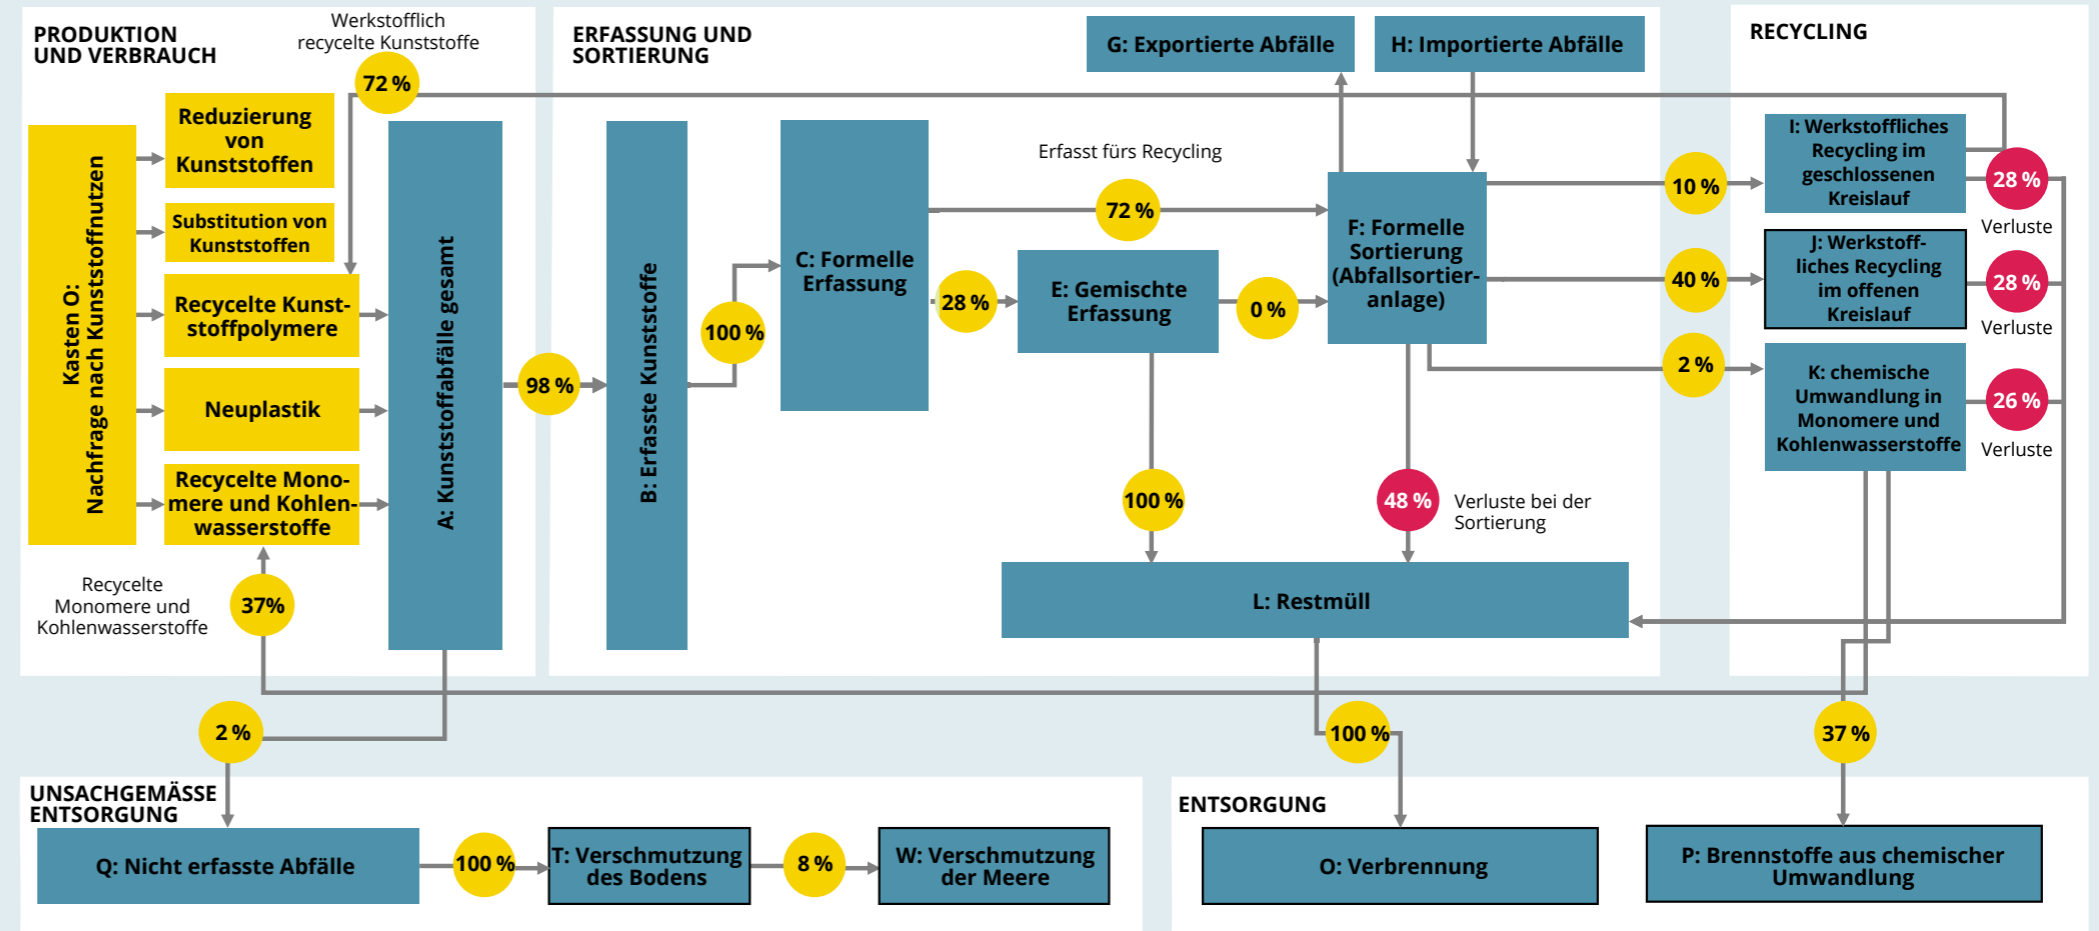 PRODUKTION
UND VERBRAUCH
Werkstofflich
recycelte Kunststoffe
72 %
Kasten O:
Nachfrage nach Kunststoffnutzen
Reduzierung
von
Kunststoffen
Substitution von
Kunststoffen
Recycelte Kunst-
stoffpolymere
Neuplastik
Recycelte Mono-
mere und Kohlen-
wasserstoffe
A: Kunststoffabfälle gesamt
Recycelte
Monomere und
Kohlenwasserstoffe
37%
98 %
2 %
ERFASSUNG UND
SORTIERUNG
B: Erfasste Kunststoffe
100 %
C: Formelle
Erfassung
Erfasst fürs Recycling
72 %
28 %
E: Gemischte
Erfassung
0 %
100 %
G: Exportierte Abfälle
H: Importierte Abfälle
F: Formelle
Sortierung
(Abfallsortier-
anlage)
48 %
Verluste bei der
Sortierung
L: Restmüll
10 %
40 %
2 %
RECYCLING
I: Werkstoffliches
Recycling im
geschlossenen
Kreislauf
28 %
Verluste
J: Werkstoff-
liches Recycling
im offenen
Kreislauf
28 %
Verluste
K: chemische
Umwandlung in
Monomere und
Kohlenwasserstoffe
26 %
Verluste
100 %
37 %
UNSACHGEMÄSSE
ENTSORGUNG
Q: Nicht erfasste Abfälle
100 %
T: Verschmutzung
des Bodens
8 %
W: Verschmutzung
der Meere
ENTSORGUNG
O: Verbrennung
P: Brennstoffe aus chemischer
Umwandlung